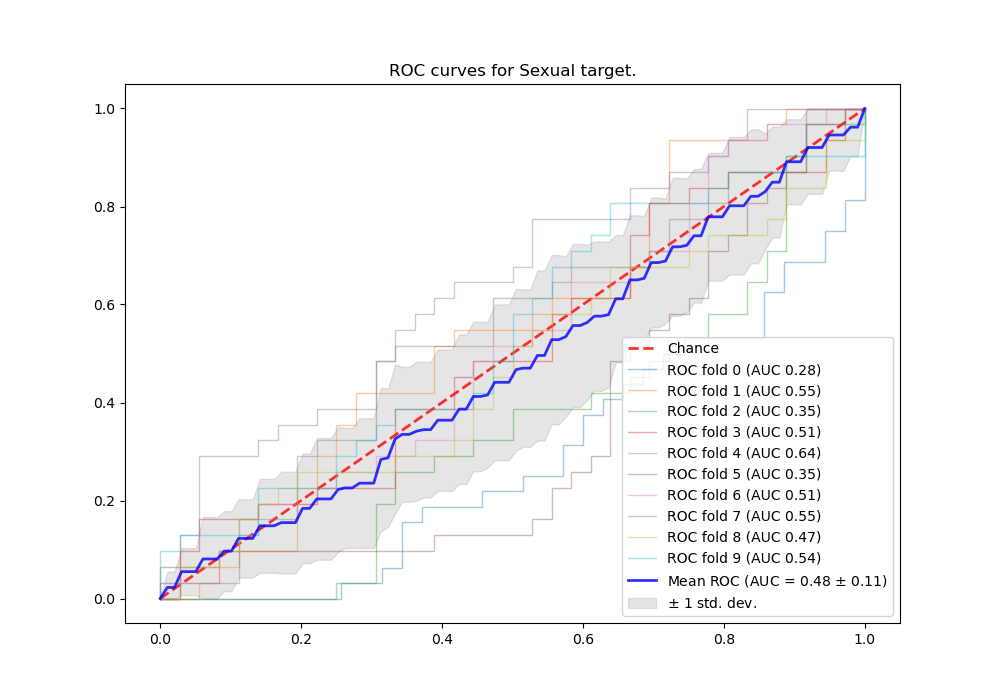 ROC curves for Sexual target.
1.0
0.8
0.6
0.4
0.2
0.0
0.0 0.2 0.4 0.6 0.8 1.0
Chance
ROC fold 0 (AUC 0.28)
ROC fold 1 (AUC 0.55)
ROC fold 2 (AUC 0.35)
ROC fold 3 (AUC 0.51)
ROC fold 4 (AUC 0.64)
ROC fold 5 (AUC 0.35)
ROC fold 6 (AUC 0.51)
ROC fold 7 (AUC 0.55)
ROC fold 8 (AUC 0.47)
ROC fold 9 (AUC 0.54)
Mean ROC (AUC = 0.48 ± 0.11)
± 1 std. dev.